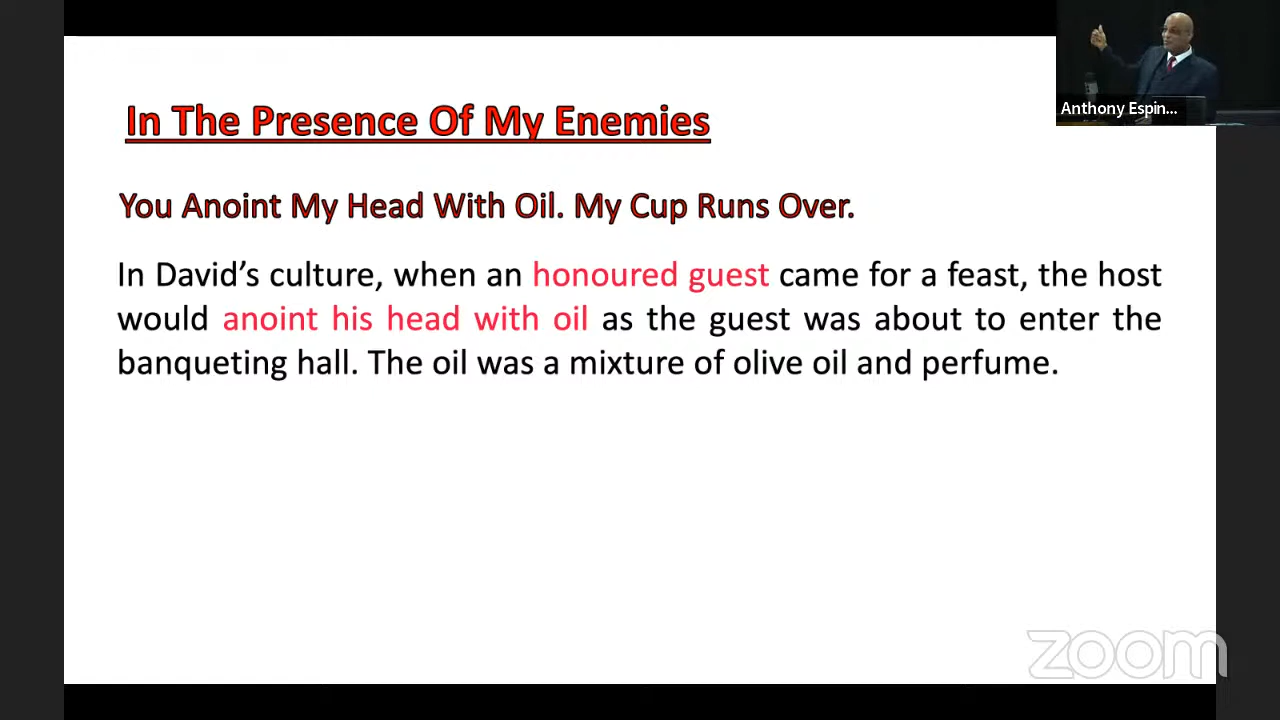 In The Presence Of My Enemies
Anthony Espin...
You Anoint My Head With Oil. My Cup Runs Over.
In David’s culture, when an honoured guest came for a feast, the host
would anoint his head with oil as the guest was about to enter the
banqueting hall. The oil was a mixture of olive oil and perfume.
zoom